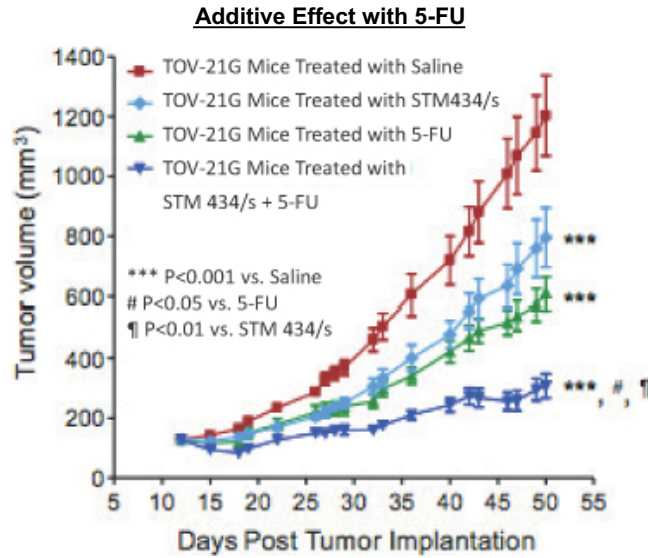 Additive Effect with 5-FU
TOV-21G Mice Treated with Saline
TOV-21G Mice Treated with STM434/s
TOV-21G Mice Treated with 5-FU
TOV-21G Mice Treated with
STM 434/s + 5-FU
*** P<0.001 vs. Saline
# P<0.05 vs. 5-FU
¶ P<0.01 vs. STM 434/s
Tumor volume (mm³)
1400
1200
1000
800
600
400
200
0
***
***
***, #, ¶
5 10 15 20 25 30 35 40 45 50 55
Days Post Tumor Implantation